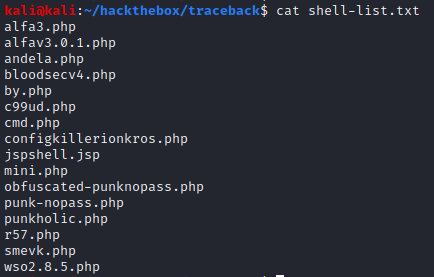 kali@kali:~/hackthebox/traceback$ cat shell-list.txt
alfa3.php
alfav3.0.1.php
andela.php
bloodsecv4.php
by.php
c99ud.php
cmd.php
configkillerionkros.php
jspshell.jsp
mini.php
obfuscated-punknopass.php
punk-nopass.php
punkholic.php
r57.php
smevk.php
wso2.8.5.php